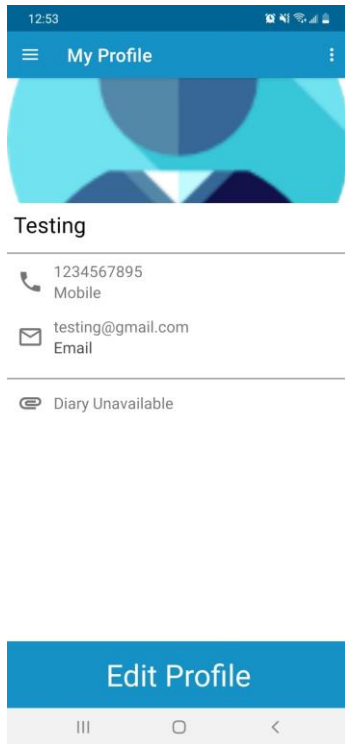 12:53
My Profile
Testing
1234567895
Mobile
testing@gmail.com
Email
Diary Unavailable
Edit Profile